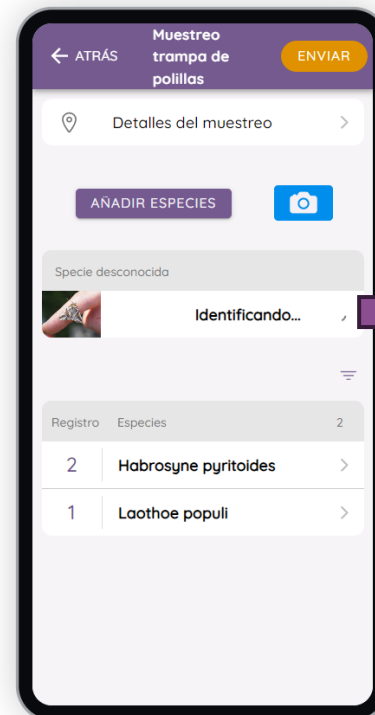 ← ATRÁS
Muestreo
trampa de
polillas
ENVIAR
Detalles del muestreo
AÑADIR ESPECIES
Specie desconocida
Identificando...
Registro Especies 2
2 Habrosyne pyritoides
1 Laothoe populi